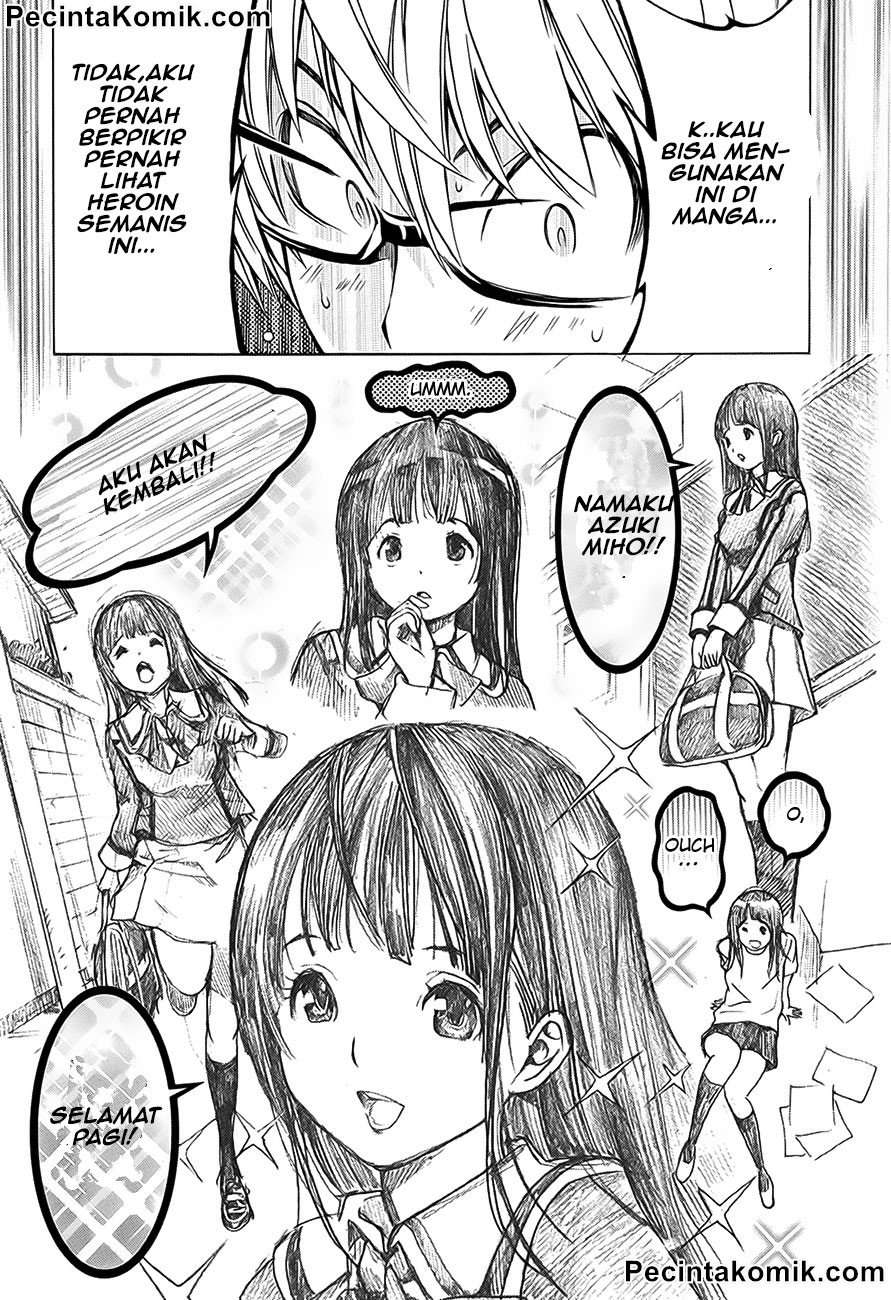 PecintaKomik.com
K..KAU
BISA MEN-
GUNAKAN
INI DI
MANGA...
TIDAK,AKU
TIDAK
PERNAH
BERPIKIR
PERNAH
LIHAT
HEROIN
SEMANIS
INI...
NAMAKU
AZUKI
MIHO!!
UMMM.
AKU AKAN
KEMBALI!!
O,
OUCH
...
SELAMAT
PAGI!
Pecintakomik.com